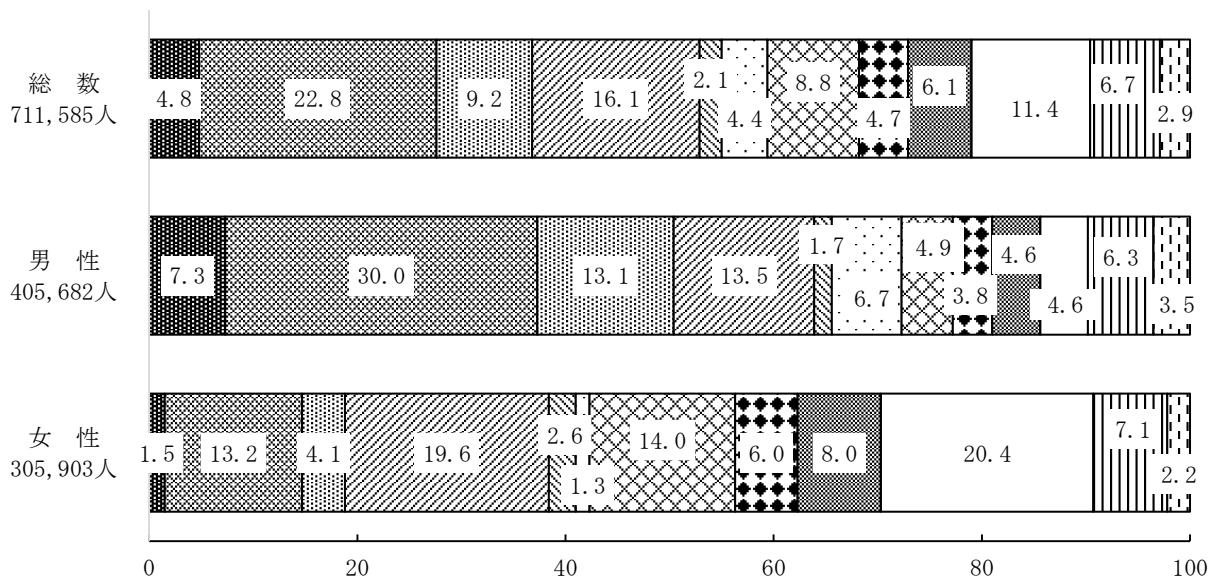 総 数
711,585人
4.8 22.8 9.2 16.1 2.1 4.4 8.8 4.7 6.1 11.4 6.7 2.9
男 性
405,682人
7.3 30.0 13.1 13.5 1.7 6.7 4.9 3.8 4.6 4.6 6.3 3.5
女 性
305,903人
1.5 13.2 4.1 19.6 2.6 1.3 14.0 6.0 8.0 20.4 7.1 2.2
0 20 40 60 80 100